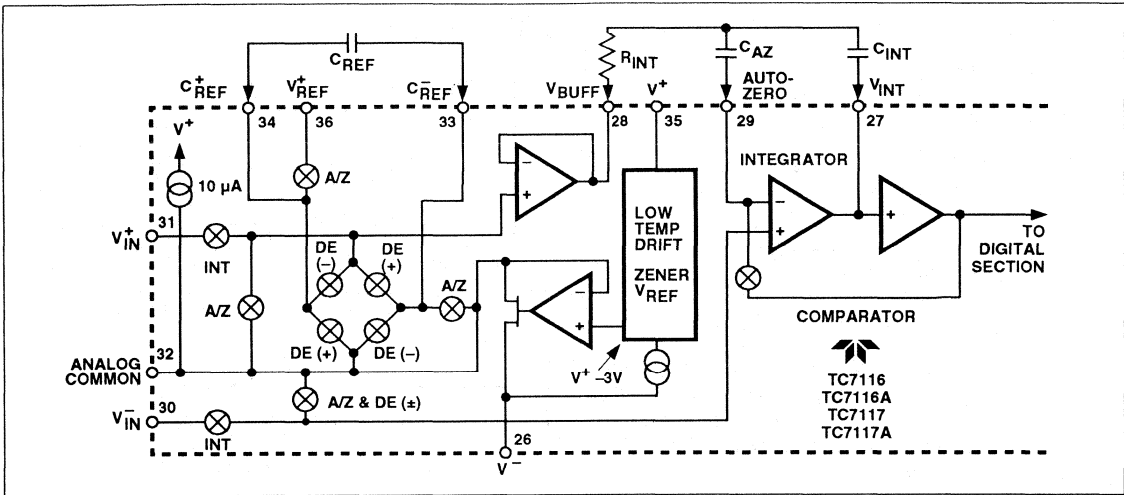 C_REF
R_INT
C_AZ
C_INT
C⁺_REF
V⁺_REF
C⁻_REF
V_BUFF
V⁺
AUTO-
ZERO
V_INT
34
36
33
28
35
29
27
V⁺
10 µA
A/Z
INTEGRATOR
31
V⁺_IN
INT
DE
(–)
DE
(+)
A/Z
A/Z
DE (+)
DE (–)
LOW
TEMP
DRIFT
ZENER
V_REF
–
+
–
+
–
+
+
TO
DIGITAL
SECTION
COMPARATOR
32
ANALOG
COMMON
V⁺ –3V
A/Z & DE (±)
30
V⁻_IN
INT
26
V⁻
TC7116
TC7116A
TC7117
TC7117A